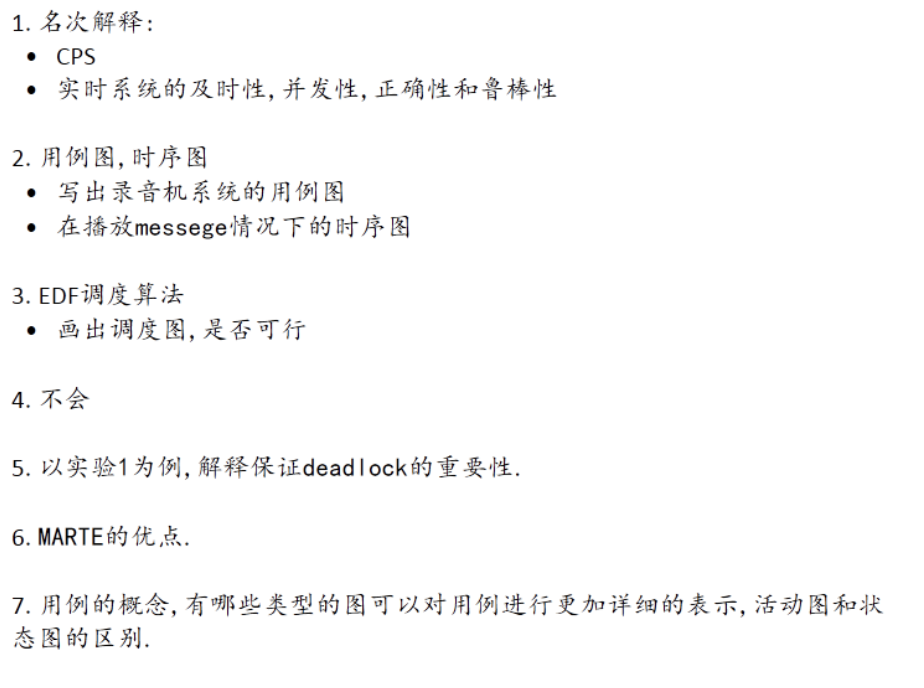 1. 名次解释:
• CPS
• 实时系统的及时性,并发性,正确性和鲁棒性
2. 用例图,时序图
• 写出录音机系统的用例图
• 在播放messege情况下的时序图
3. EDF调度算法
• 画出调度图,是否可行
4. 不会
5. 以实验1为例,解释保证deadlock的重要性.
6. MARTE的优点.
7. 用例的概念,有哪些类型的图可以对用例进行更加详细的表示,活动图和状
态图的区别.